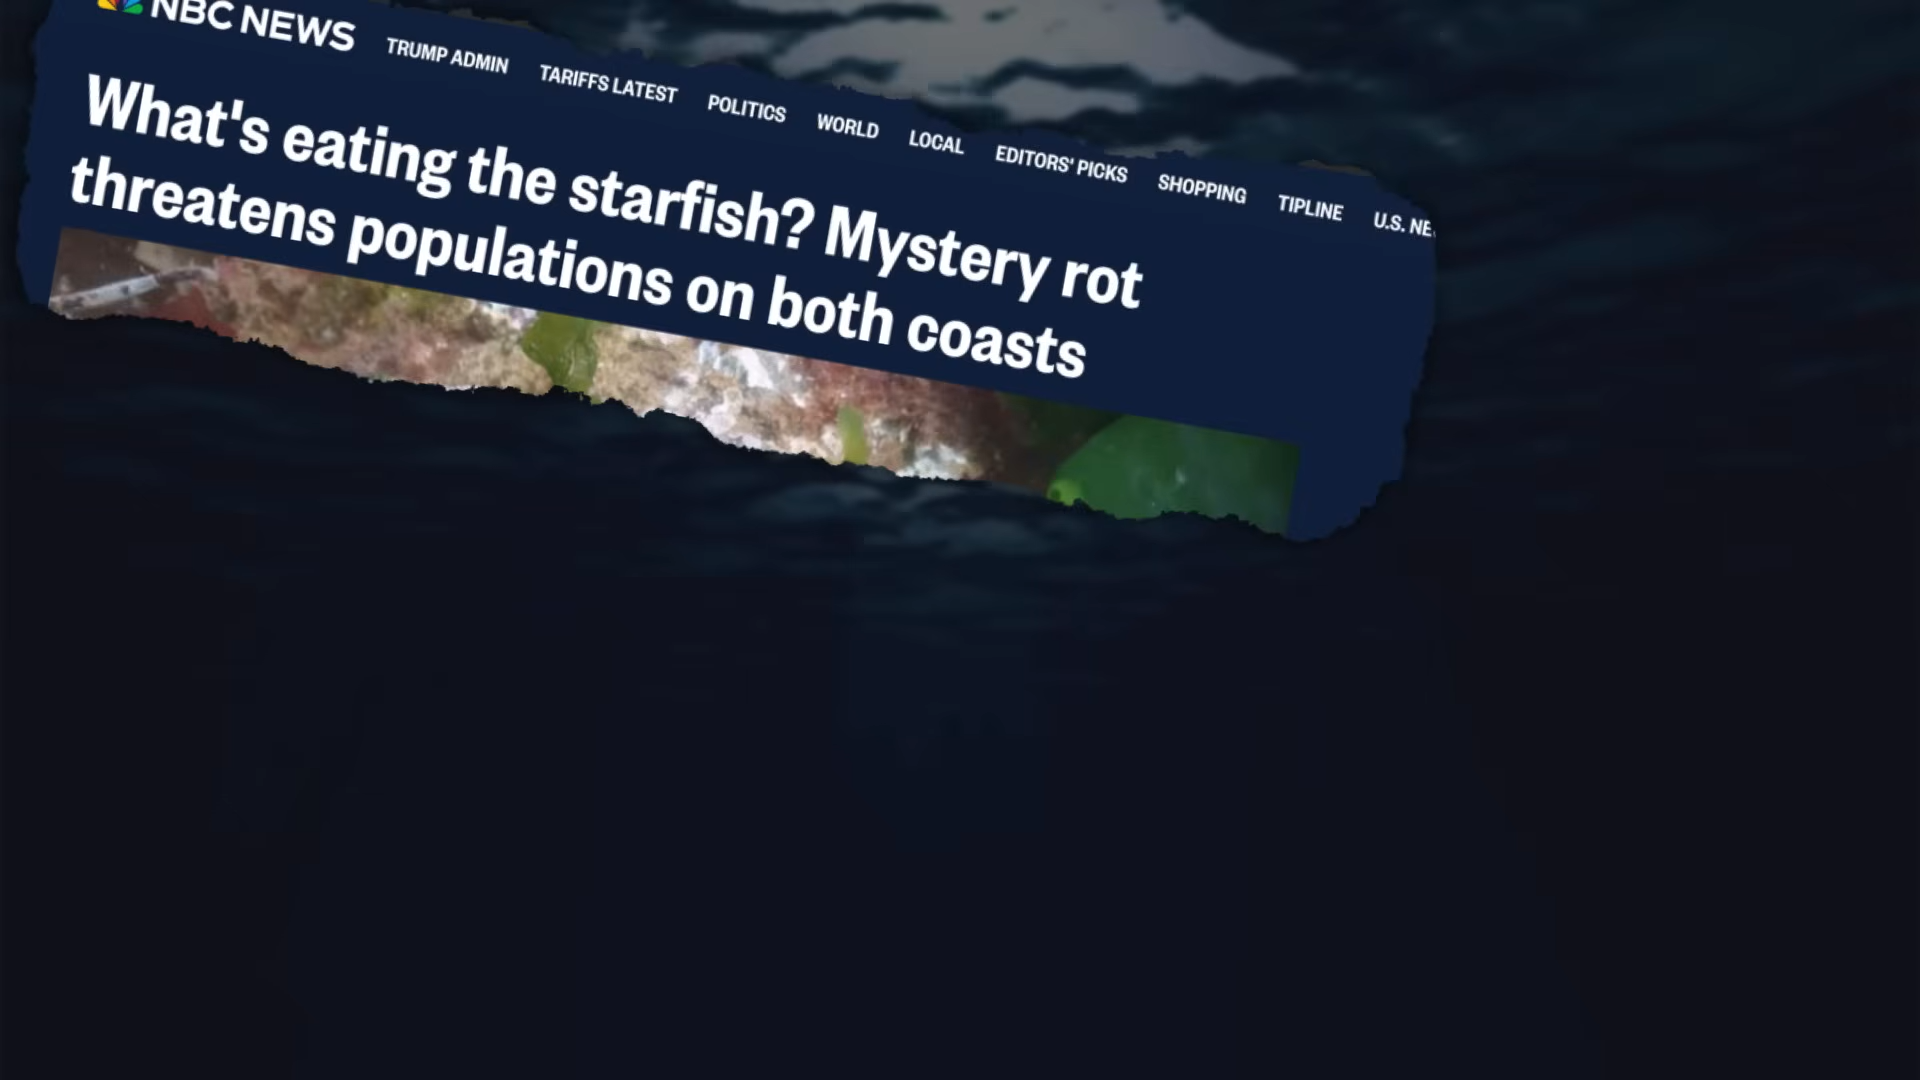 NBC NEWS
TRUMP ADMIN TARIFFS LATEST POLITICS WORLD LOCAL EDITORS' PICKS SHOPPING TIPLINE U.S.
What's eating the starfish? Mystery rot
threatens populations on both coasts